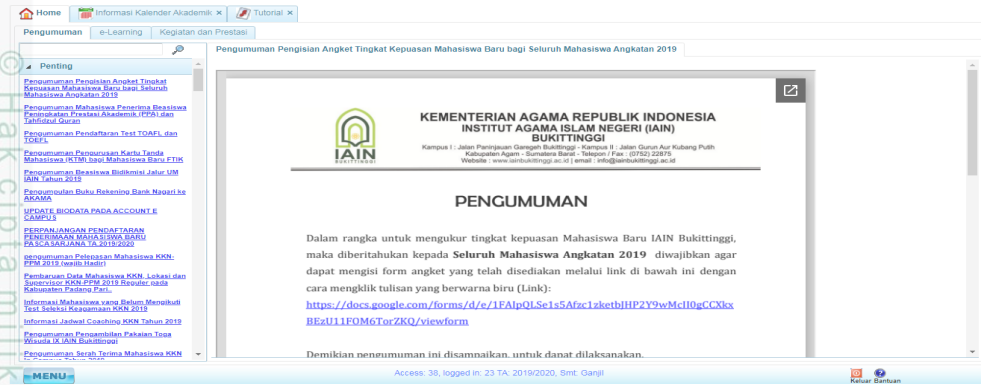 Home
Informasi Kalender Akademik ×
Tutorial ×
Pengumuman
e-Learning
Kegiatan dan Prestasi
Penting
Pengumuman Pengisian Angket Tingkat
Kepuasan Mahasiswa Baru bagi Seluruh
Mahasiswa Angkatan 2019
Pengumuman Mahasiswa Penerima Beasiswa
Peningkatan Prestasi Akademik (PPA) dan
Tahfidzul Quran
Pengumuman Pendaftaran Test TOAFL dan
TOEFL
Pengumuman Pengurusan Kartu Tanda
Mahasiswa (KTM) bagi Mahasiswa Baru FTIK
Pengumuman Beasiswa Bidikmisi Jalur UM
IAIN Tahun 2019
Pengumpulan Buku Rekening Bank Nagari ke
AKAMA
UPDATE BIODATA PADA ACCOUNT E
CAMPUS
PERPANJANGAN PENDAFTARAN
PENERIMAAN MAHASISWA BARU
PASCASARJANA TA.2019/2020
pengumuman Pelepasan Mahasiswa KKN-
PPM 2019 (wajib Hadir)
Pembaruan Data Mahasiswa KKN, Lokasi dan
Supervisor KKN-PPM 2019 Reguler pada
Kabupaten Padang Pari..
Informasi Mahasiswa yang Belum Mengikuti
Test Seleksi Keagamaan KKN 2019
Informasi Jadwal Coaching KKN Tahun 2019
Pengumuman Pengambilan Pakaian Toga
Wisuda IX IAIN Bukittinggi
Pengumuman Serah Terima Mahasiswa KKN
Pengumuman Pengisian Angket Tingkat Kepuasan Mahasiswa Baru bagi Seluruh Mahasiswa Angkatan 2019
IAIN
BUKITTINGGI
KEMENTERIAN AGAMA REPUBLIK INDONESIA
INSTITUT AGAMA ISLAM NEGERI (IAIN)
BUKITTINGGI
Kampus I : Jalan Paninjauan Garegeh Bukittinggi - Kampus II : Jalan Gurun Aur Kubang Putih
Kabupaten Agam - Sumatera Barat - Telepon / Fax : (0752) 22875
Website : www.iainbukittinggi.ac.id | email : info@iainbukittinggi.ac.id
PENGUMUMAN
Dalam rangka untuk mengukur tingkat kepuasan Mahasiswa Baru IAIN Bukittinggi,
maka diberitahukan kepada Seluruh Mahasiswa Angkatan 2019 diwajibkan agar
dapat mengisi form angket yang telah disediakan melalui link di bawah ini dengan
cara mengklik tulisan yang berwarna biru (Link):
Demikian pengumuman ini disampaikan, untuk dapat dilaksanakan.
MENU
Access: 38, logged in: 23 TA: 2019/2020, Smt: Ganjil
Keluar
Bantuan
© Hak cipta milik